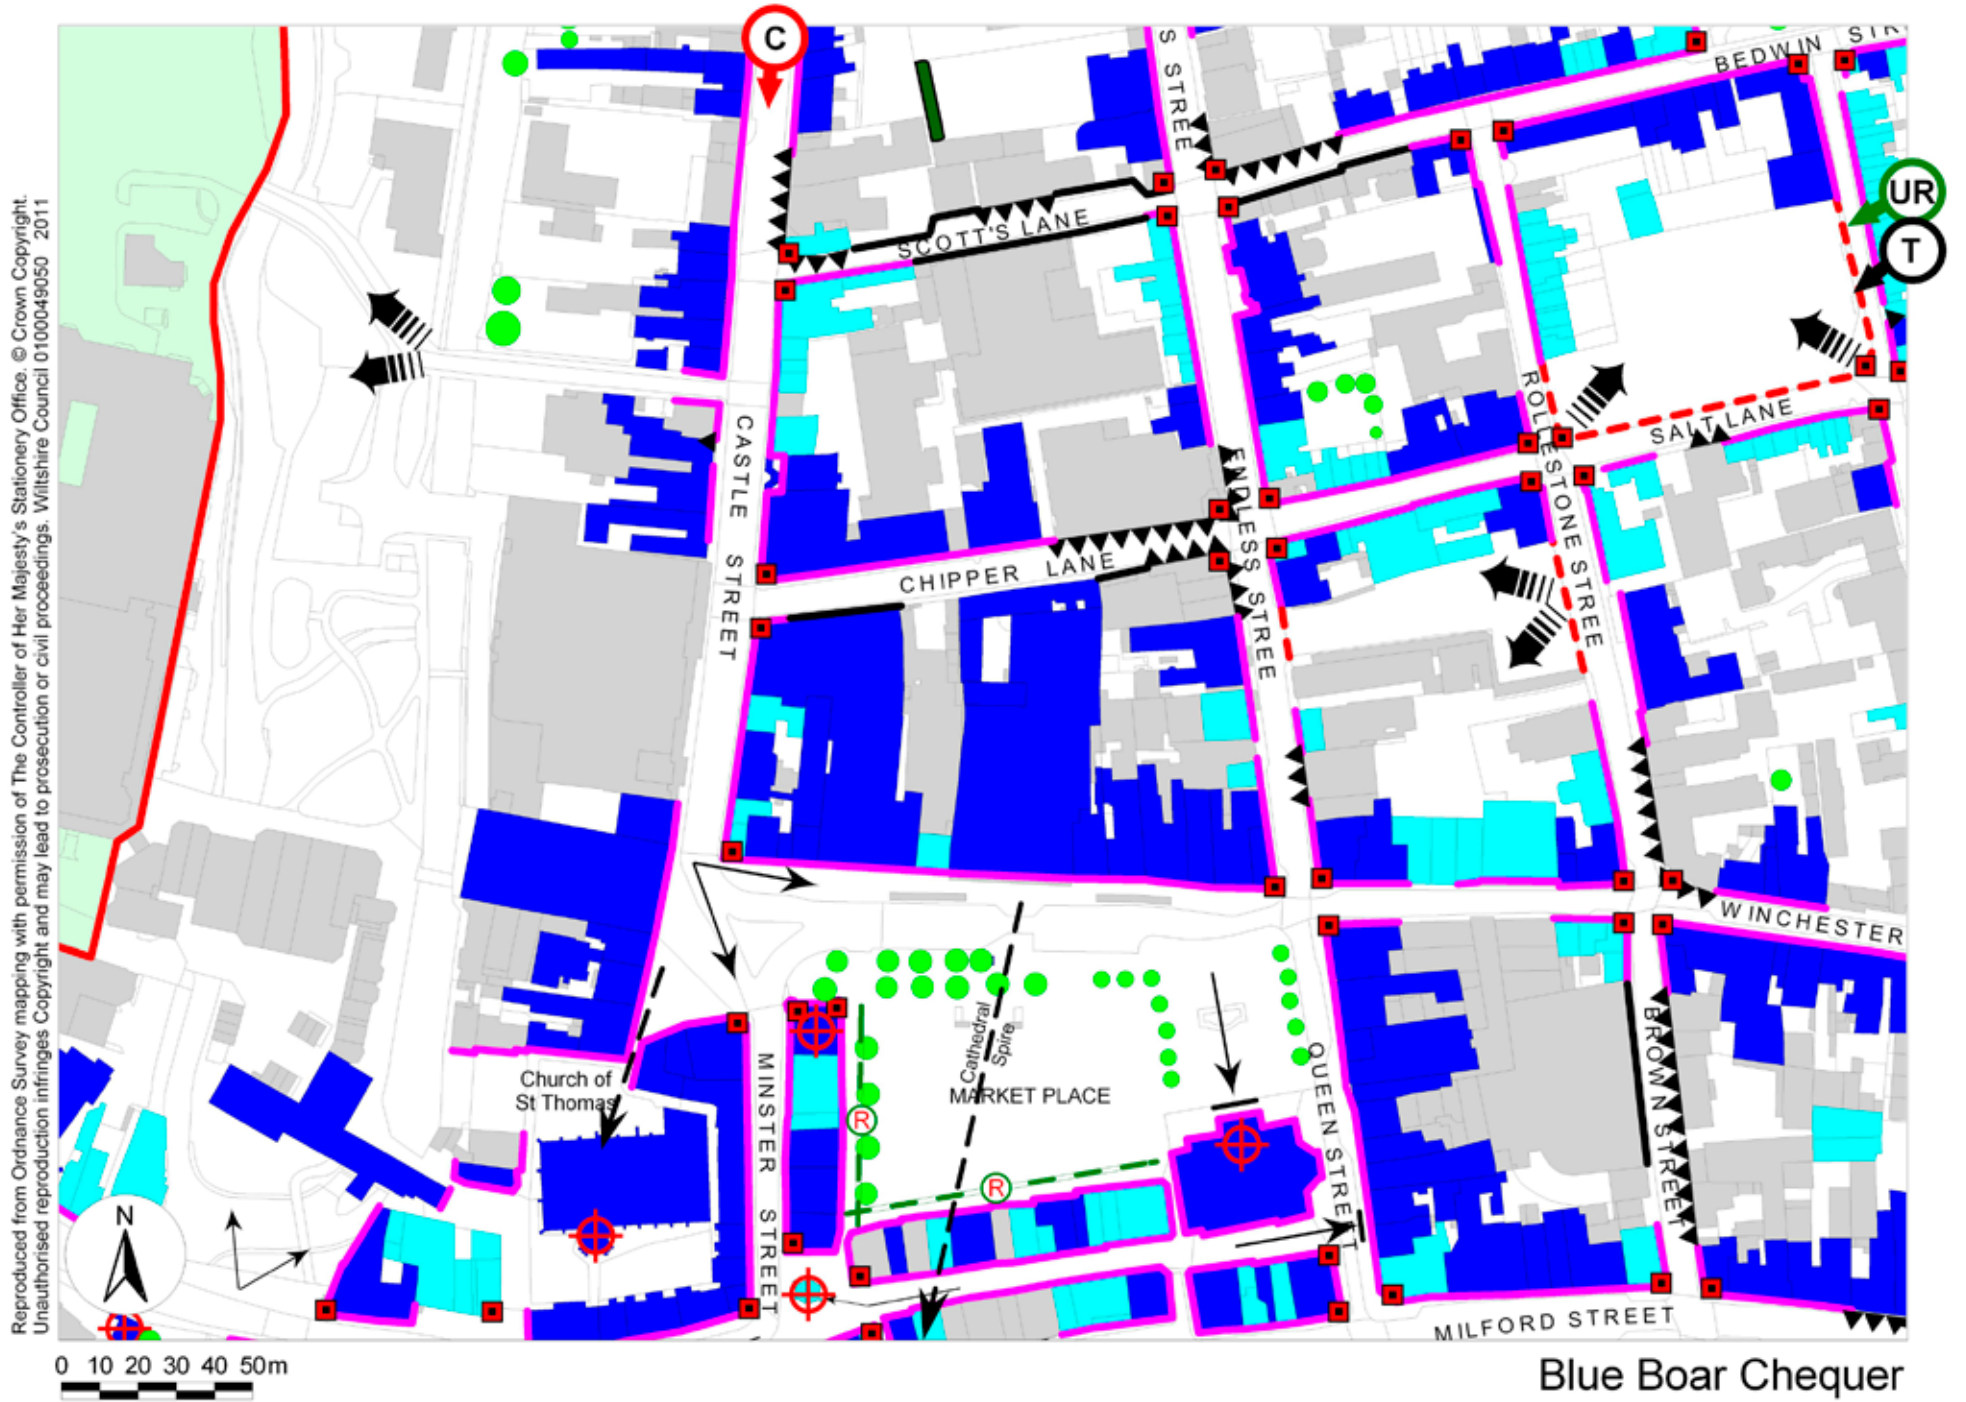 C
S STREE
BEDWIN STR
UR
T
SCOTT'S LANE
CASTLE STREET
ROLLESTONE STREET
SALT LANE
ENDLESS STREE
CHIPPER LANE
WINCHESTER
Cathedral
Spire
MARKET PLACE
Church of
St Thomas
MINSTER STREET
QUEEN STREET
BROWN STREET
R
R
MILFORD STREET
N
0 10 20 30 40 50m
Blue Boar Chequer
Reproduced from Ordnance Survey mapping with permission of The Controller of Her Majesty's Stationery Office. © Crown Copyright.
Unauthorised reproduction infringes Copyright and may lead to prosecution or civil proceedings. Wiltshire Council 0100049050 2011